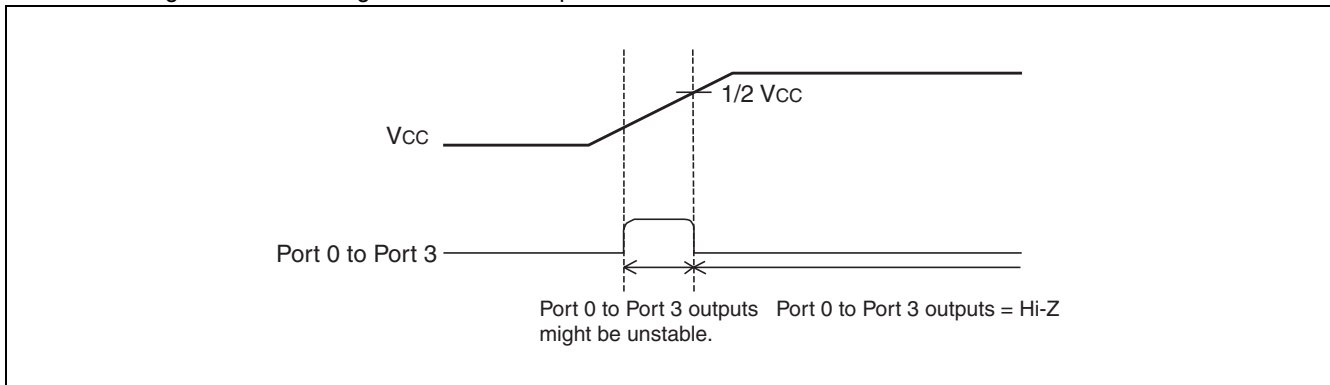 1/2 VCC
VCC
Port 0 to Port 3
Port 0 to Port 3 outputs
might be unstable.
Port 0 to Port 3 outputs = Hi-Z